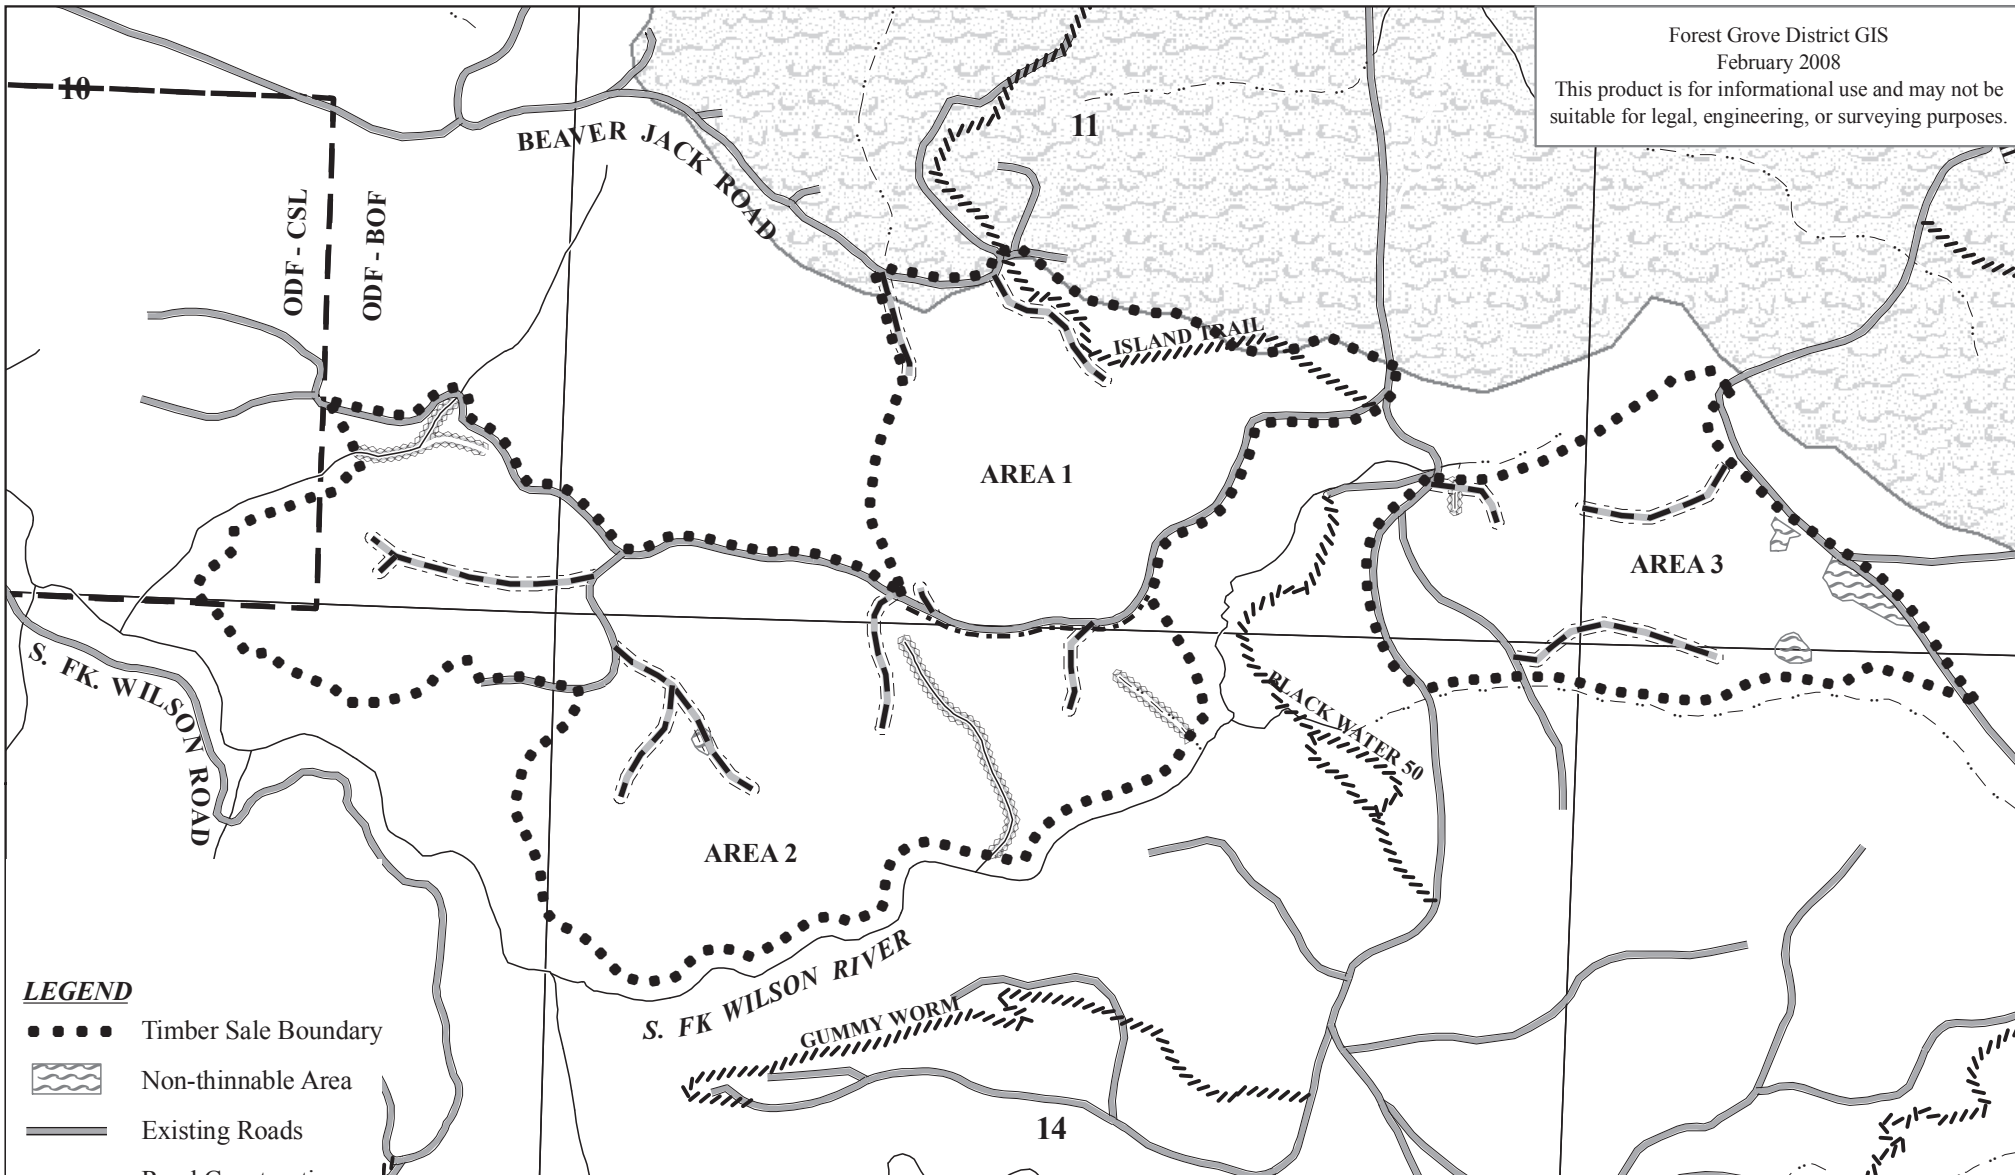 Forest Grove District GIS
February 2008
This product is for informational use and may not be
suitable for legal, engineering, or surveying purposes.
10
11
BEAVER JACK ROAD
ODF - CSL
ODF - BOF
ISLAND TRAIL
AREA 1
AREA 3
S. FK. WILSON ROAD
BLACK WATER 50
AREA 2
S. FK WILSON RIVER
GUMMY WORM
14
LEGEND
Timber Sale Boundary
Non-thinnable Area
Existing Roads